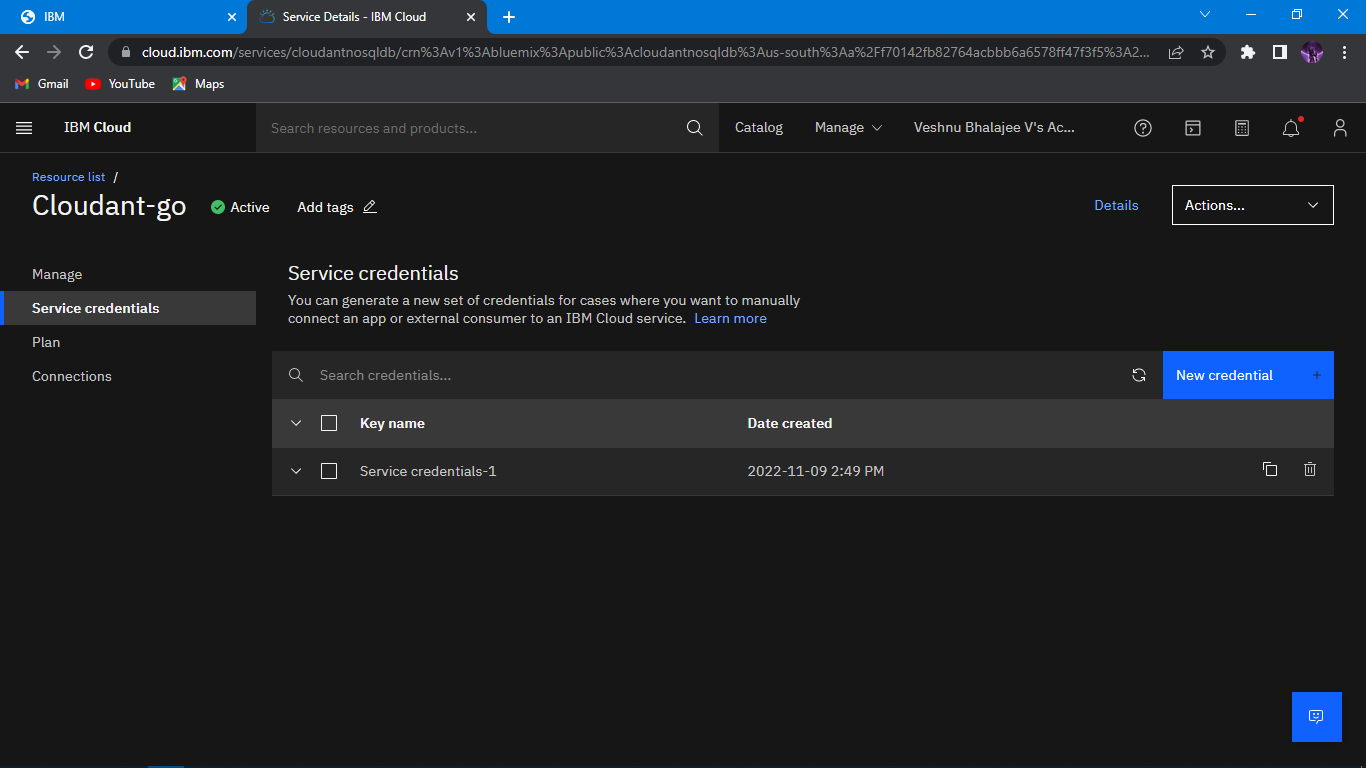 IBM
Service Details - IBM Cloud
cloud.ibm.com/services/cloudantnosqldb/crn%3Av1%3Abluemix%3Apublic%3Acloudantnosqldb%3Aus-south%3Aa%2Ff70142fb82764acbbb6a6578ff47f3f5%3A2...
Gmail YouTube Maps
IBM Cloud Search resources and products... Catalog Manage Veshnu Bhalajee V's Ac...
Resource list /
Cloudant-go Active Add tags Details Actions...
Manage
Service credentials
Plan
Connections
Service credentials
You can generate a new set of credentials for cases where you want to manually
connect an app or external consumer to an IBM Cloud service. Learn more
Search credentials... New credential +
Key name Date created
Service credentials-1 2022-11-09 2:49 PM